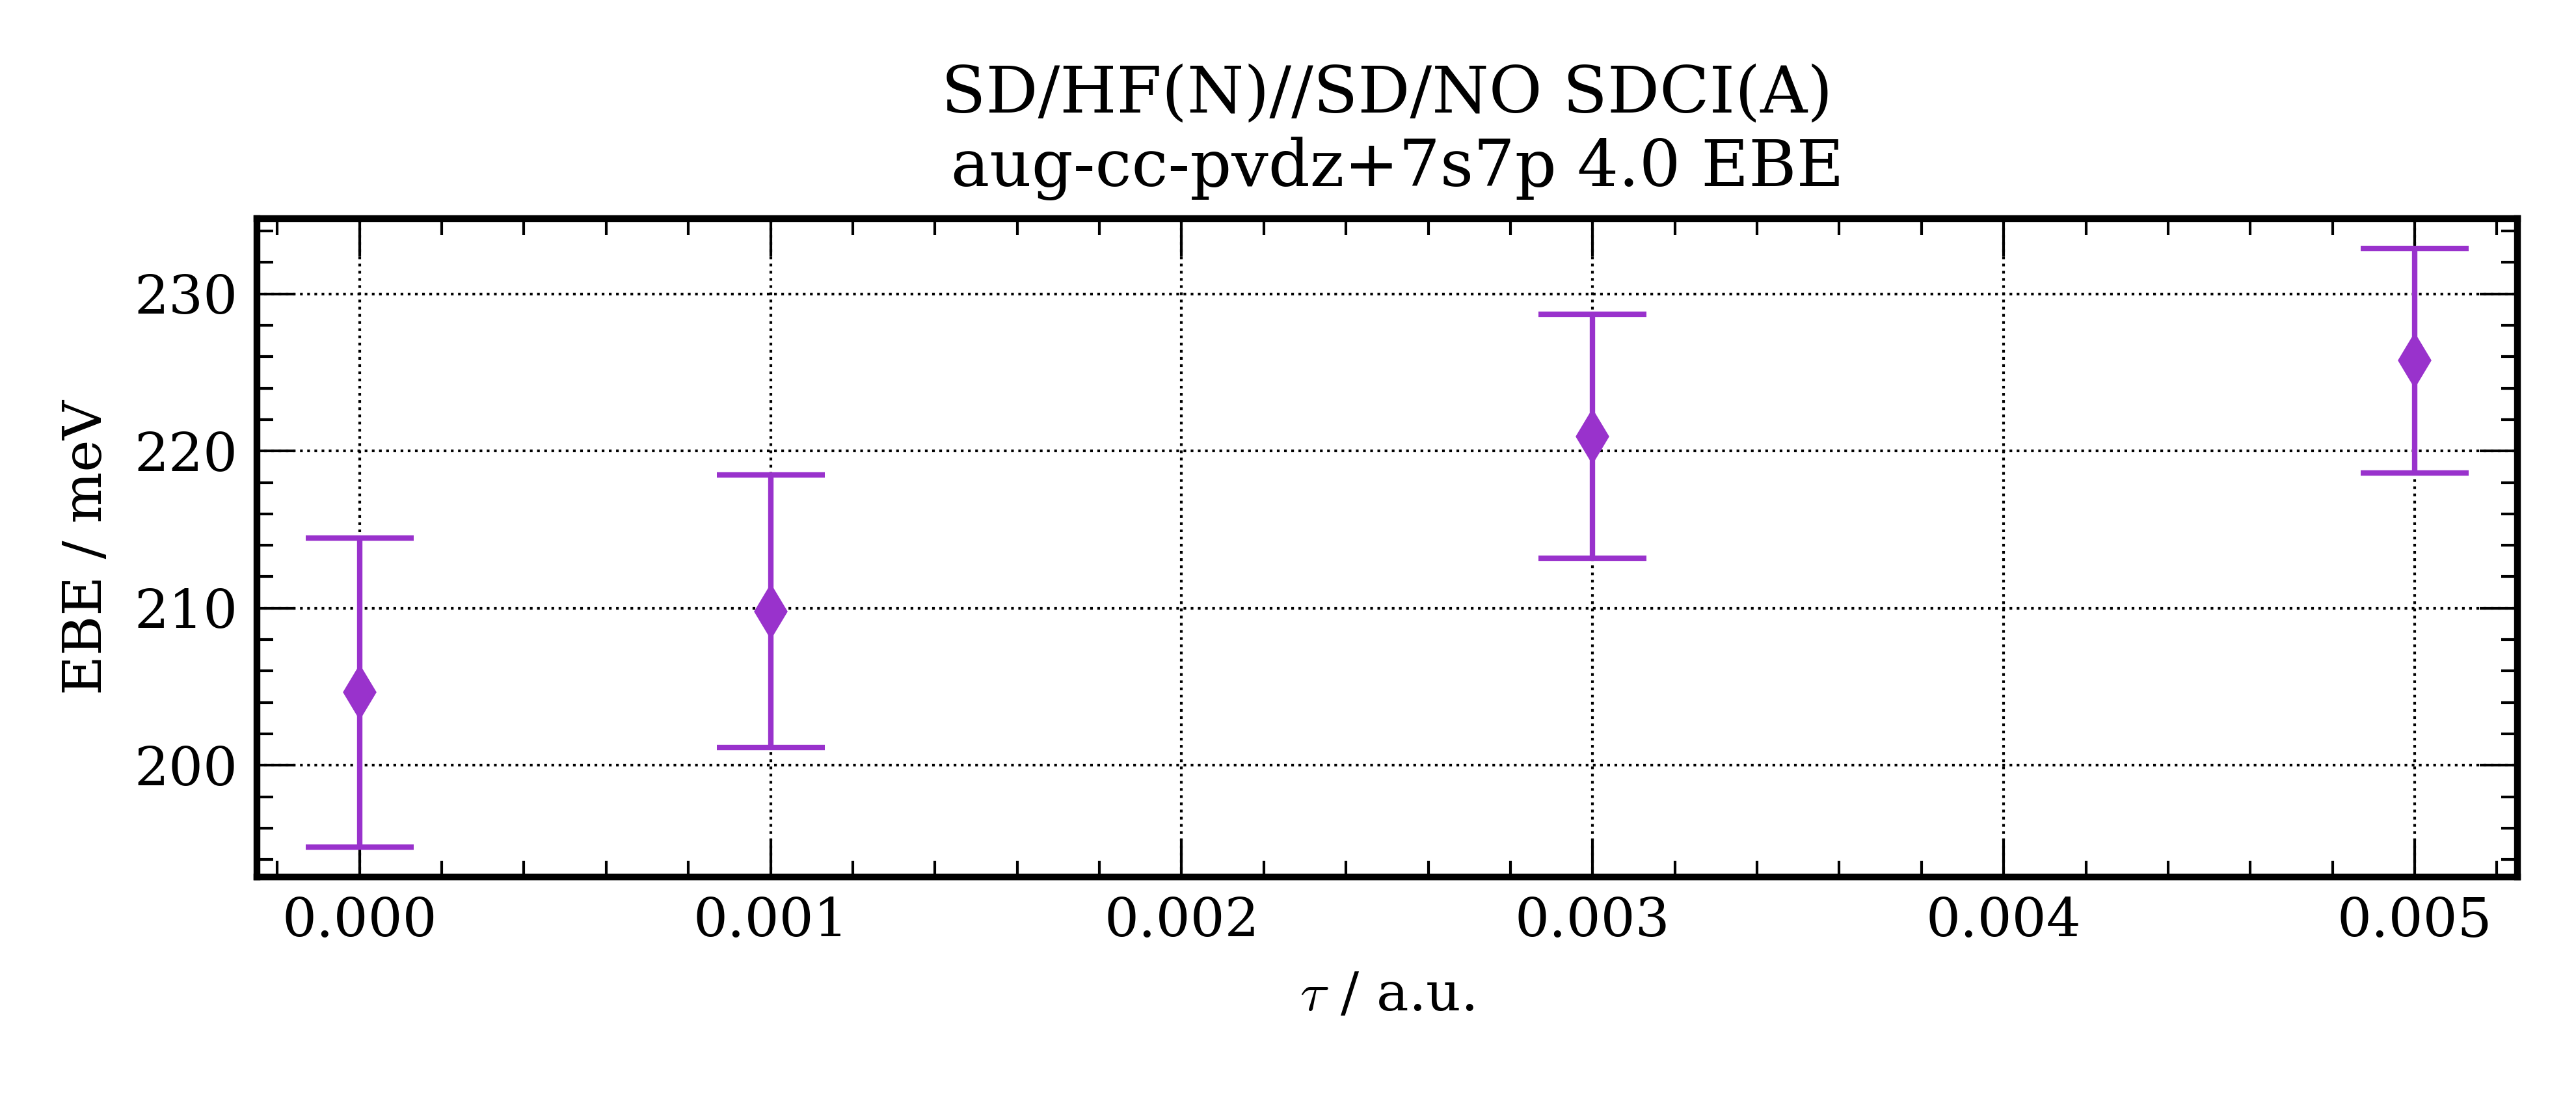 SD/HF(N)//SD/NO SDCI(A)
aug-cc-pvdz+7s7p 4.0 EBE
EBE / meV
230
220
210
200
0.000 0.001 0.002 0.003 0.004 0.005
τ / a.u.